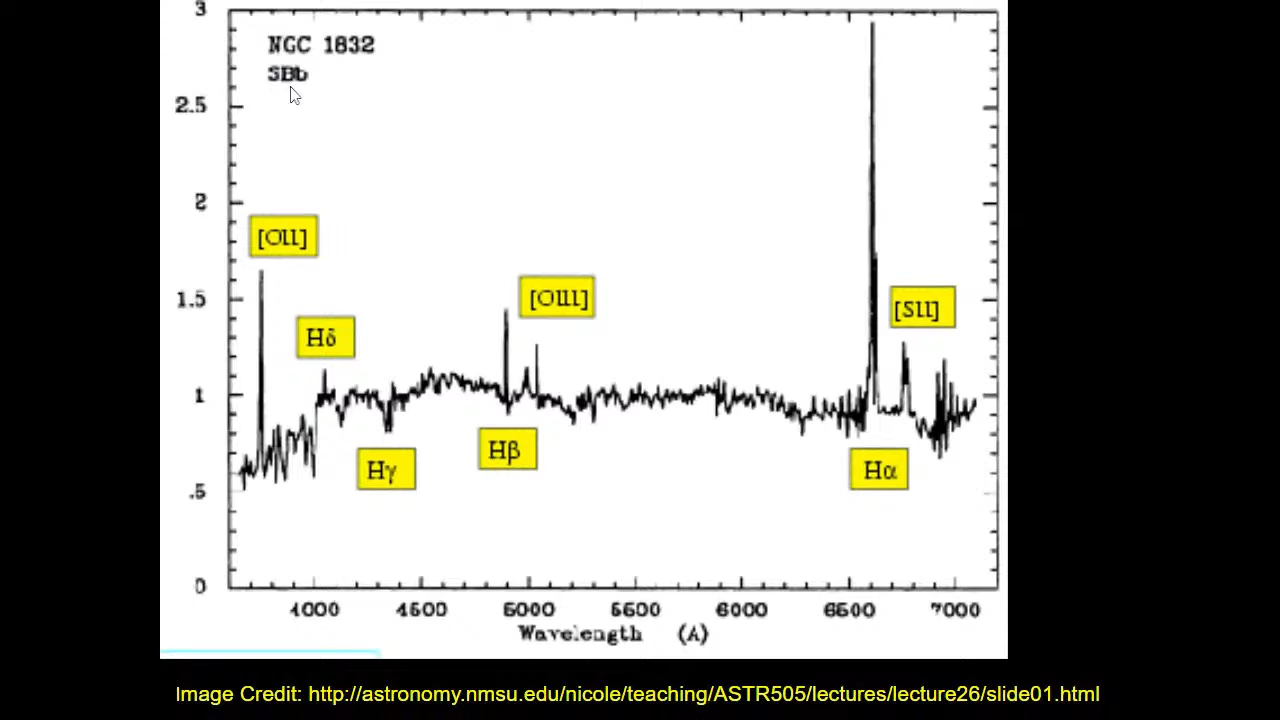 3
NGC 1832
SBb
2.5
2
[OII]
[OIII]
1.5
[SII]
Hδ
1
Hβ
Hγ
Hα
.5
0
4000 4500 5000 5500 6000 6500 7000
Wavelength (A)
Image Credit: http://astronomy.nmsu.edu/nicole/teaching/ASTR505/lectures/lecture26/slide01.html